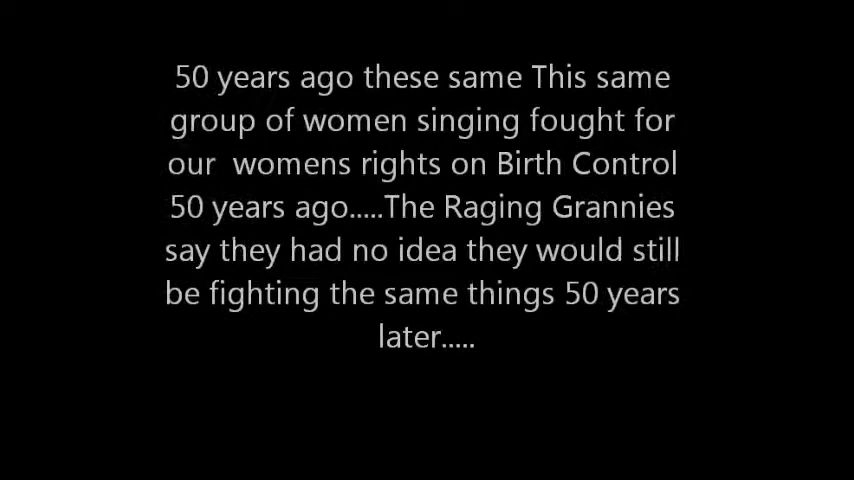 50 years ago these same This same
group of women singing fought for
our  womens rights on Birth Control
50 years ago.....The Raging Grannies
say they had no idea they would still
be fighting the same things 50 years
later.....